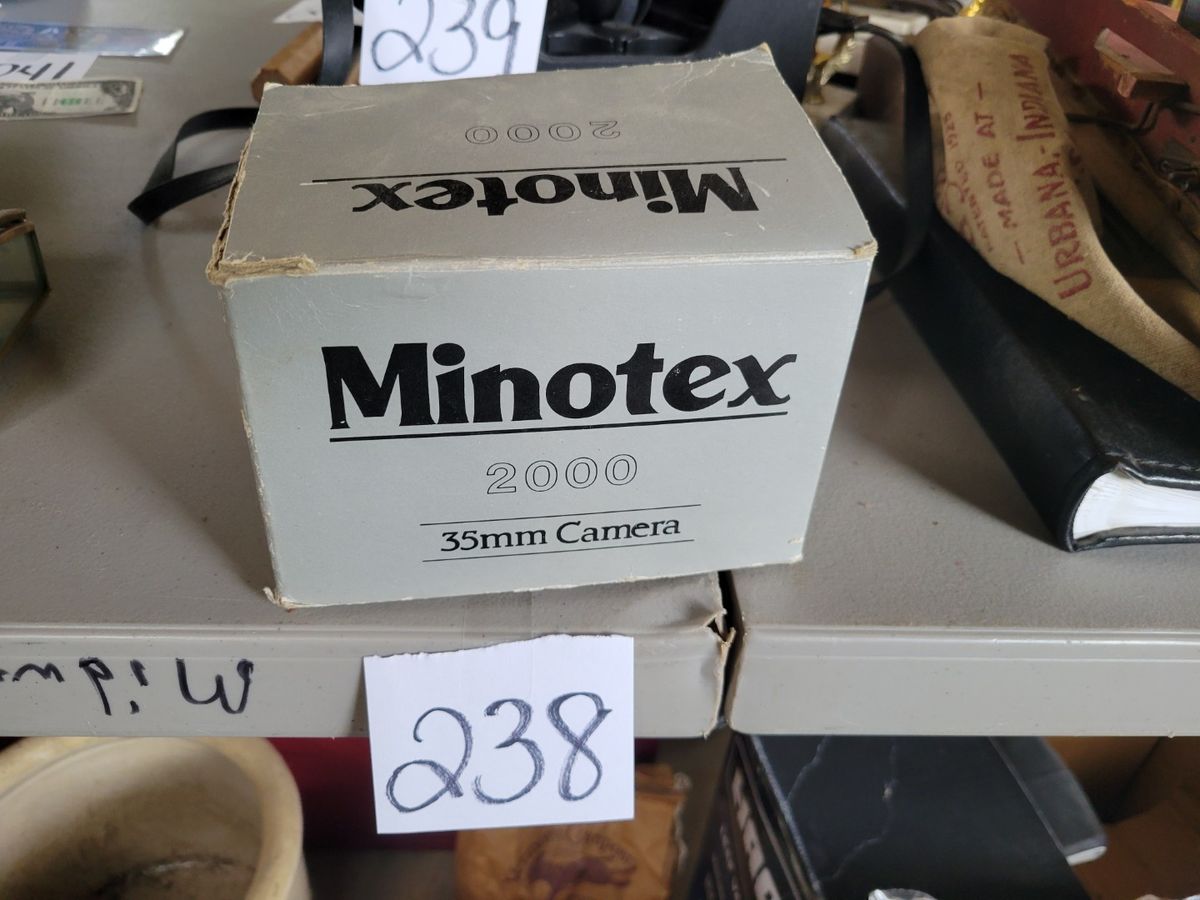 239
2000
Minotex
Minotex
2000
35mm Camera
— MADE AT —
URBANA, INDIANA
238